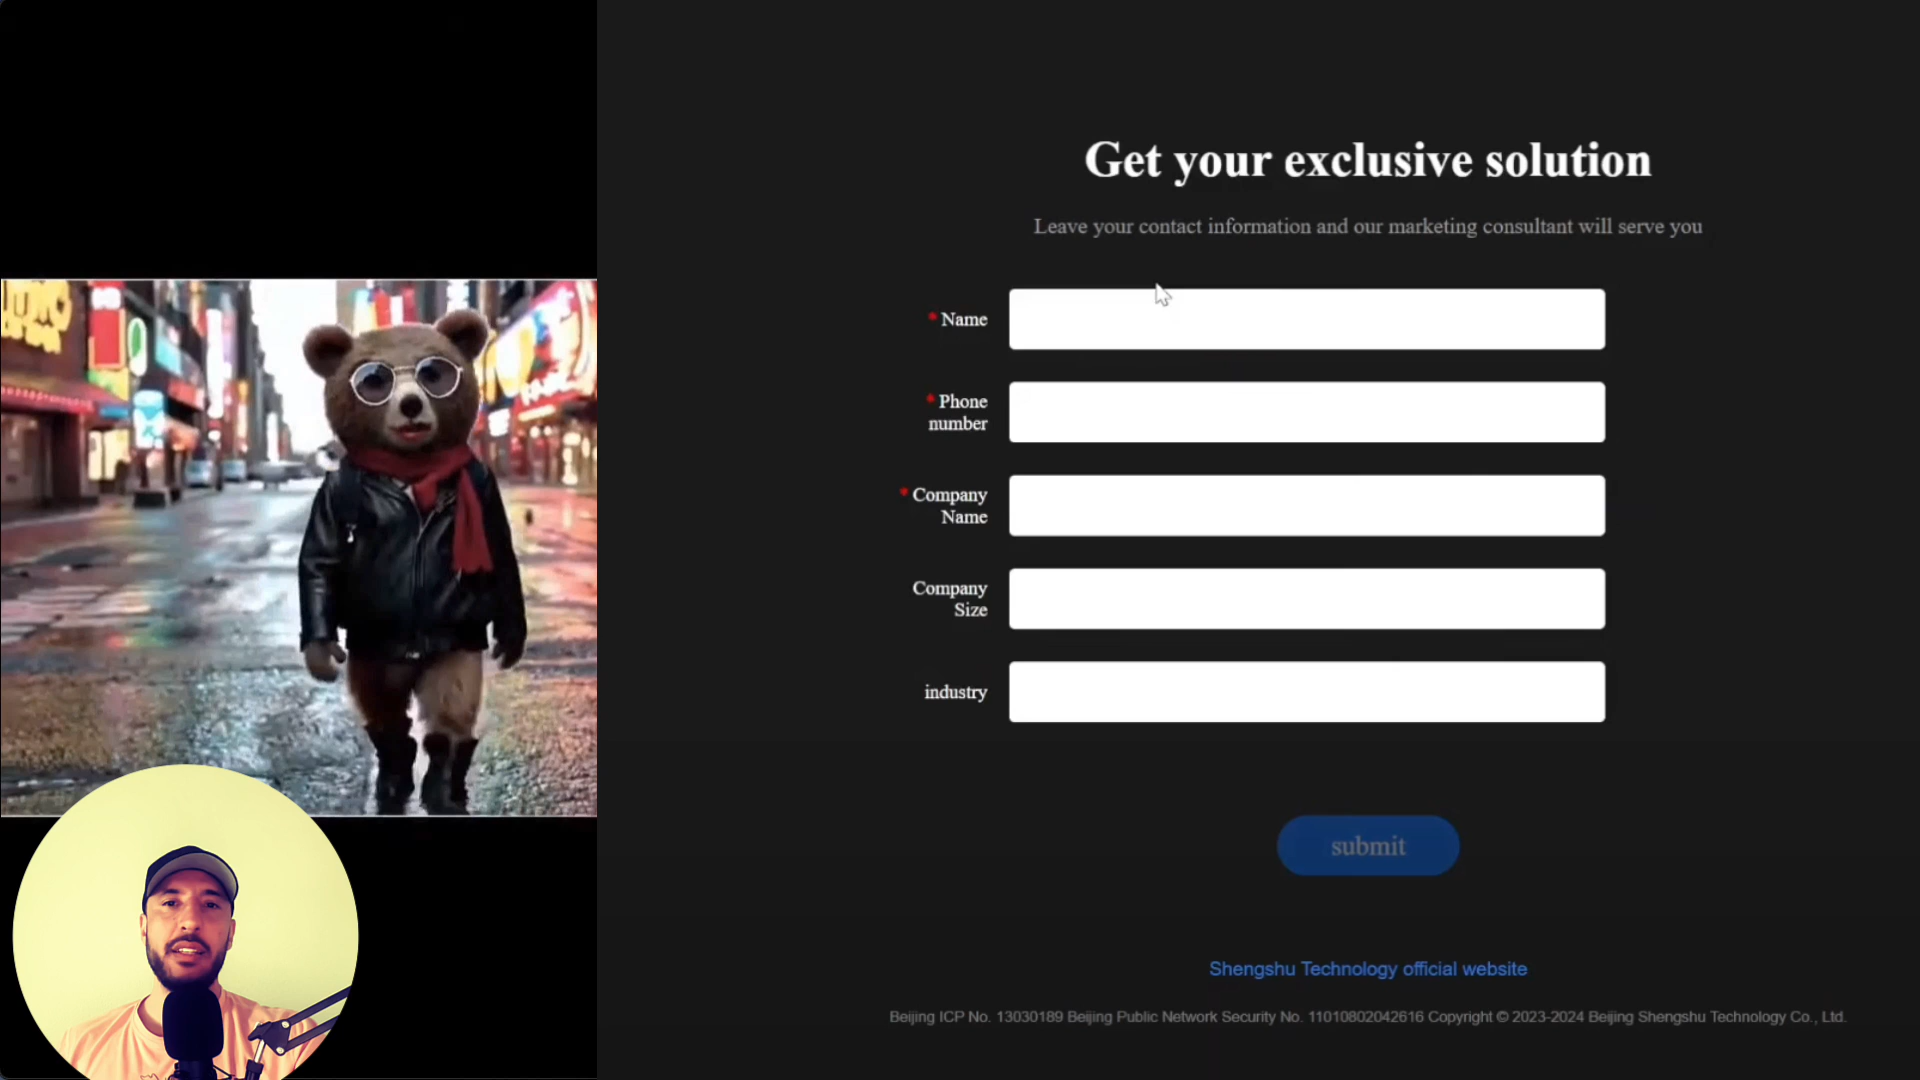 Get your exclusive solution
Leave your contact information and our marketing consultant will serve you
* Name
* Phone
number
* Company
Name
Company
Size
industry
submit
Shengshu Technology official website
Beijing ICP No. 13030189 Beijing Public Network Security No. 11010802042616 Copyright © 2023-2024 Beijing Shengshu Technology Co., Ltd.